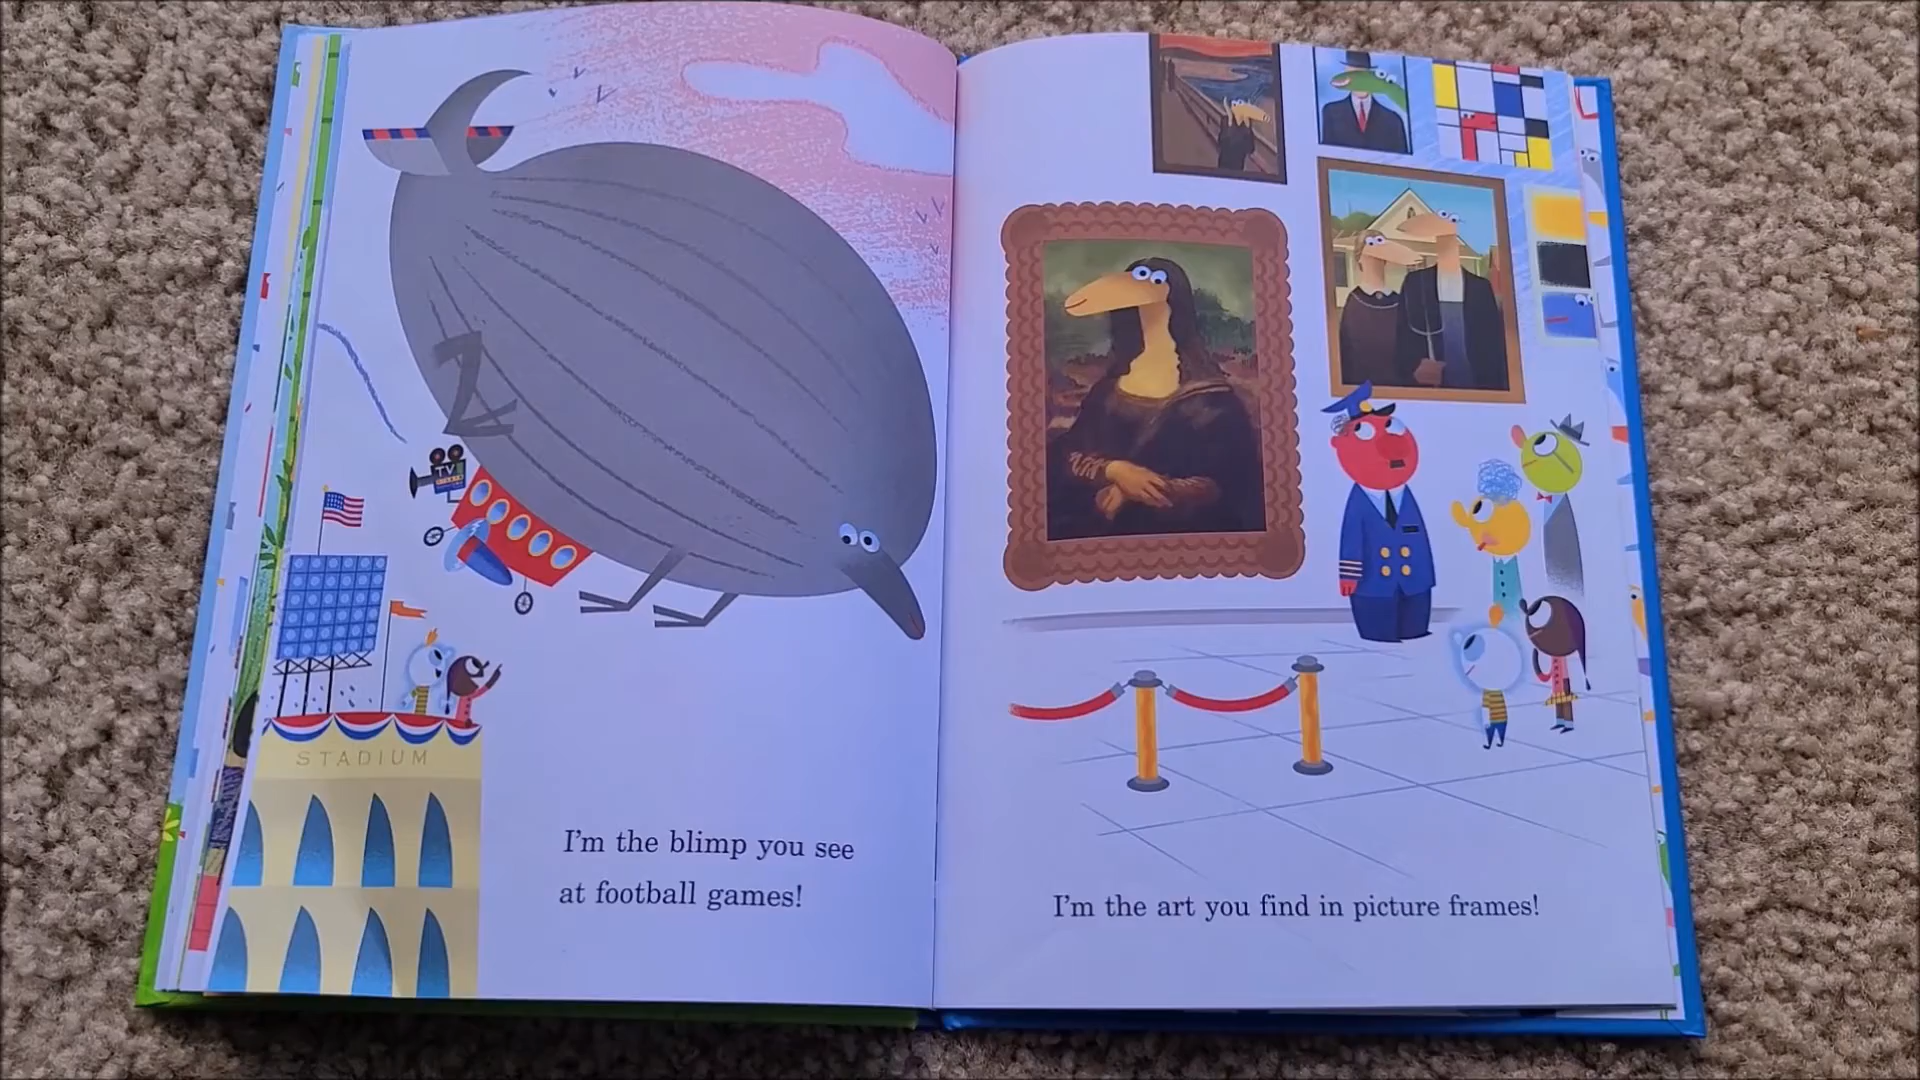 TV
STADIUM
I'm the blimp you see
at football games!
I'm the art you find in picture frames!